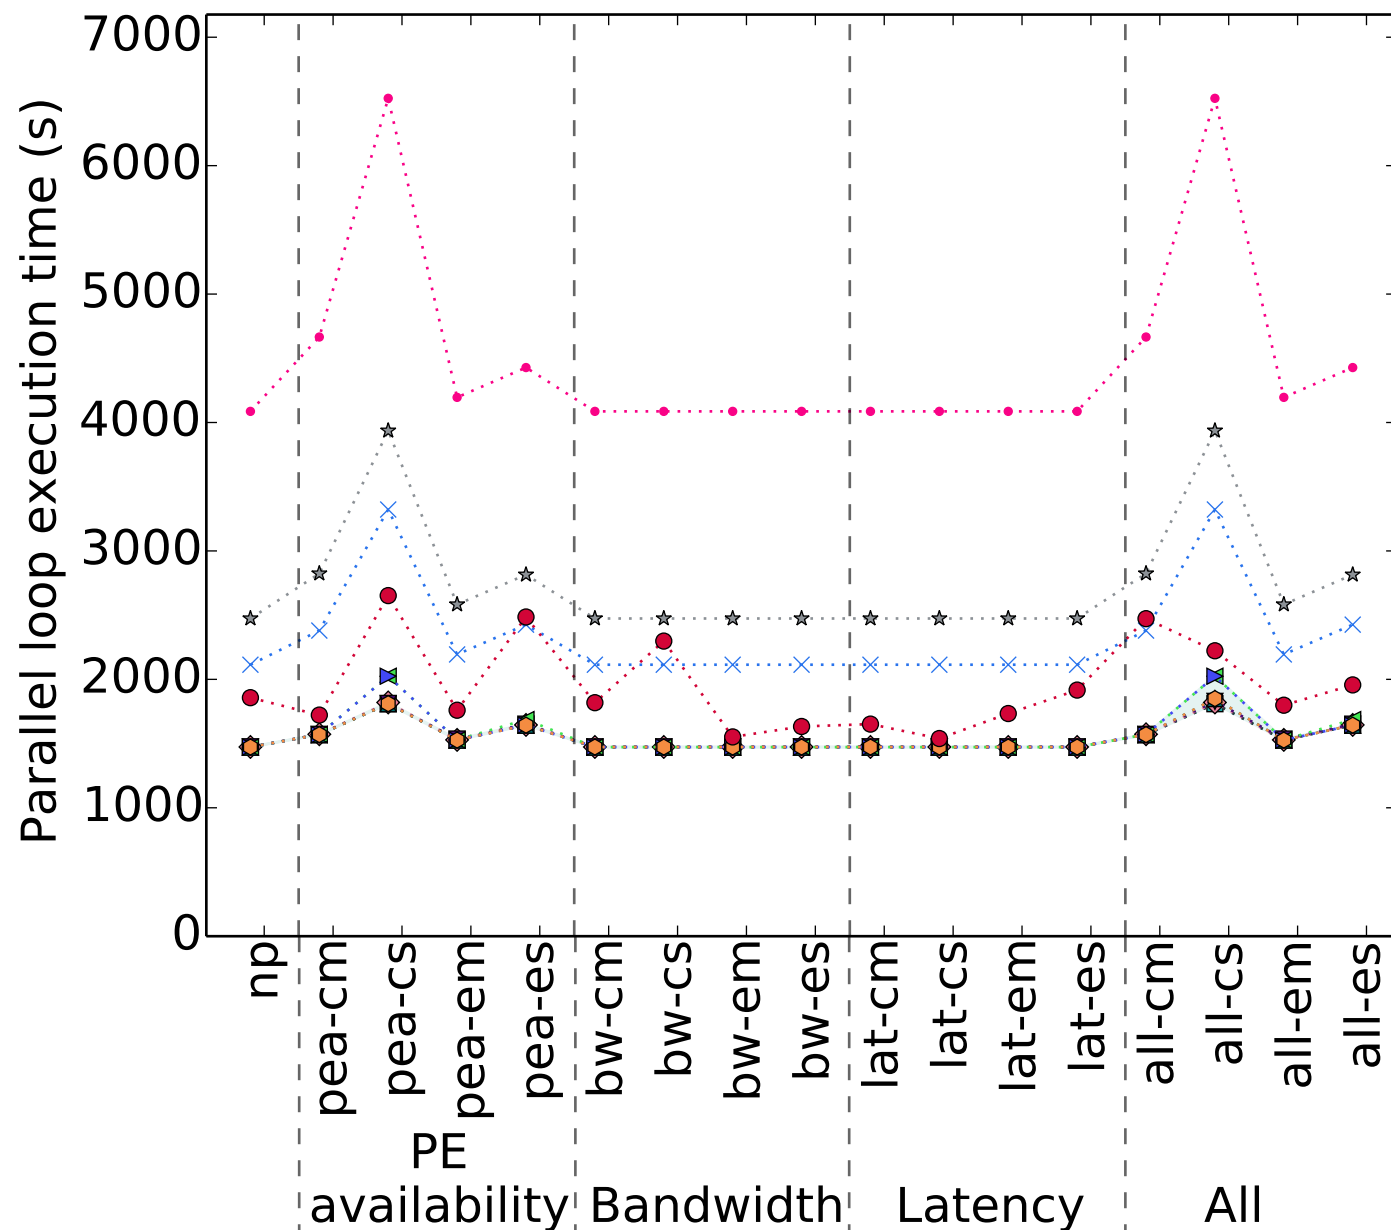 Parallel loop execution time (s)
7000
6000
5000
4000
3000
2000
1000
0
np
pea-cm
pea-cs
pea-em
pea-es
bw-cm
bw-cs
bw-em
bw-es
lat-cm
lat-cs
lat-em
lat-es
all-cm
all-cs
all-em
all-es
PE
availability
Bandwidth
Latency
All